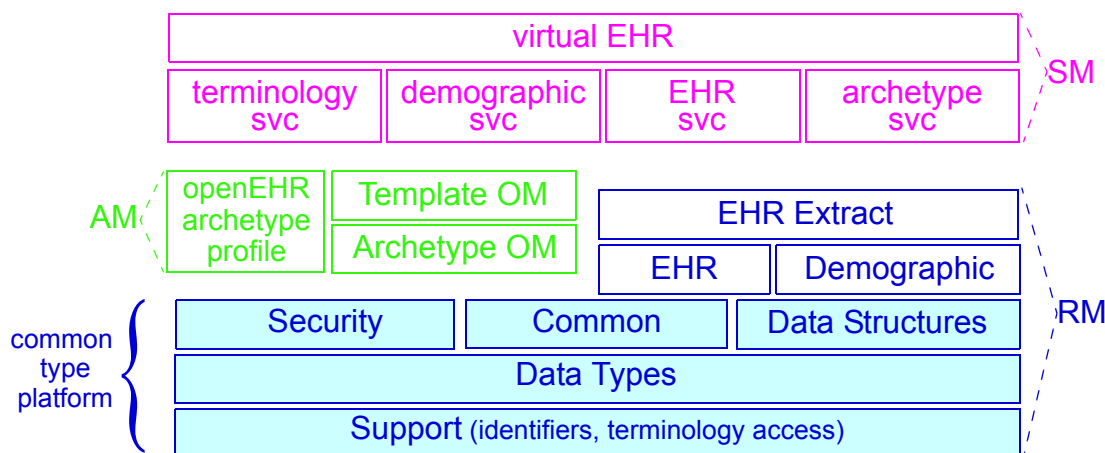 virtual EHR
SM
terminology
svc
demographic
svc
EHR
svc
archetype
svc
AM
openEHR
archetype
profile
Template OM
Archetype OM
EHR Extract
EHR
Demographic
RM
common
type
platform
Security
Common
Data Structures
Data Types
Support (identifiers, terminology access)